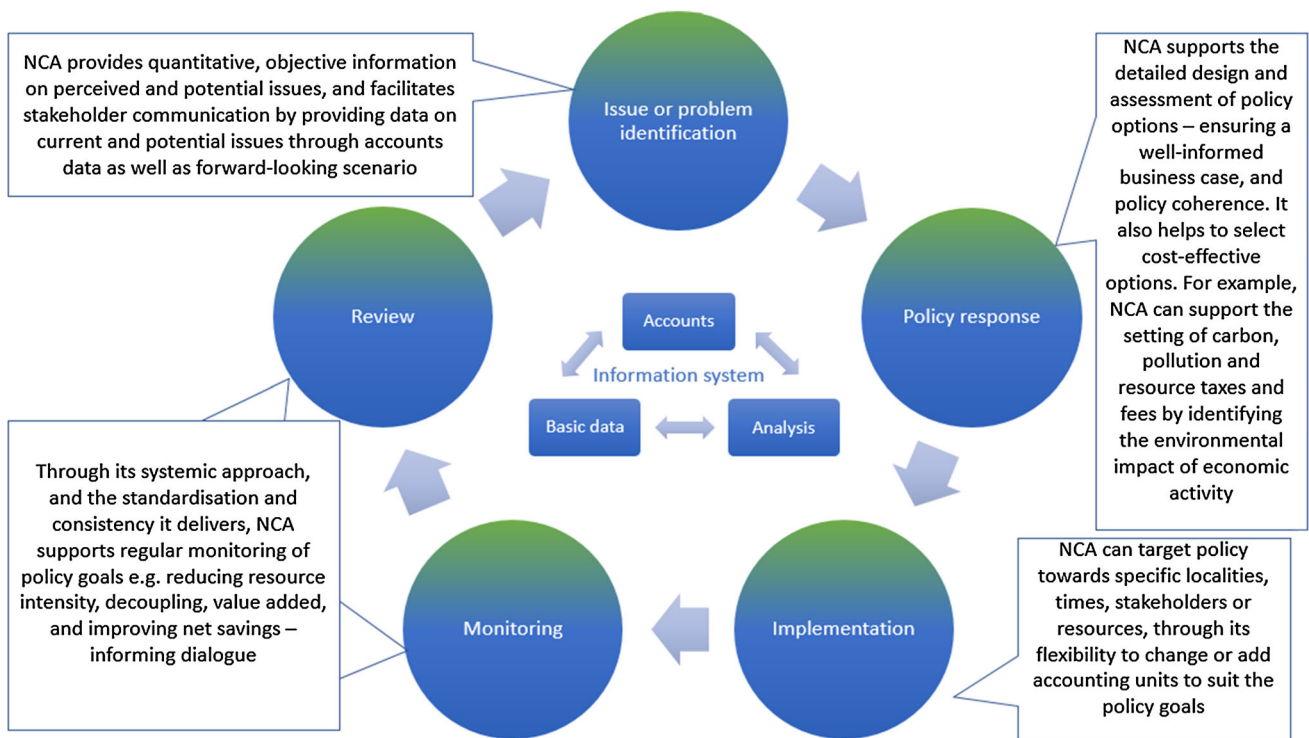 NCA provides quantitative, objective information
on perceived and potential issues, and facilitates
stakeholder communication by providing data on
current and potential issues through accounts
data as well as forward-looking scenario
Issue or problem
identification
NCA supports the
detailed design and
assessment of policy
options – ensuring a
well-informed
business case, and
policy coherence. It
also helps to select
cost-effective
options. For example,
NCA can support the
setting of carbon,
pollution and
resource taxes and
fees by identifying
the environmental
impact of economic
activity
Review
Policy response
Accounts
Information system
Basic data
Analysis
Through its systemic approach,
and the standardisation and
consistency it delivers, NCA
supports regular monitoring of
policy goals e.g. reducing resource
intensity, decoupling, value added,
and improving net savings –
informing dialogue
Monitoring
Implementation
NCA can target policy
towards specific localities,
times, stakeholders or
resources, through its
flexibility to change or add
accounting units to suit the
policy goals